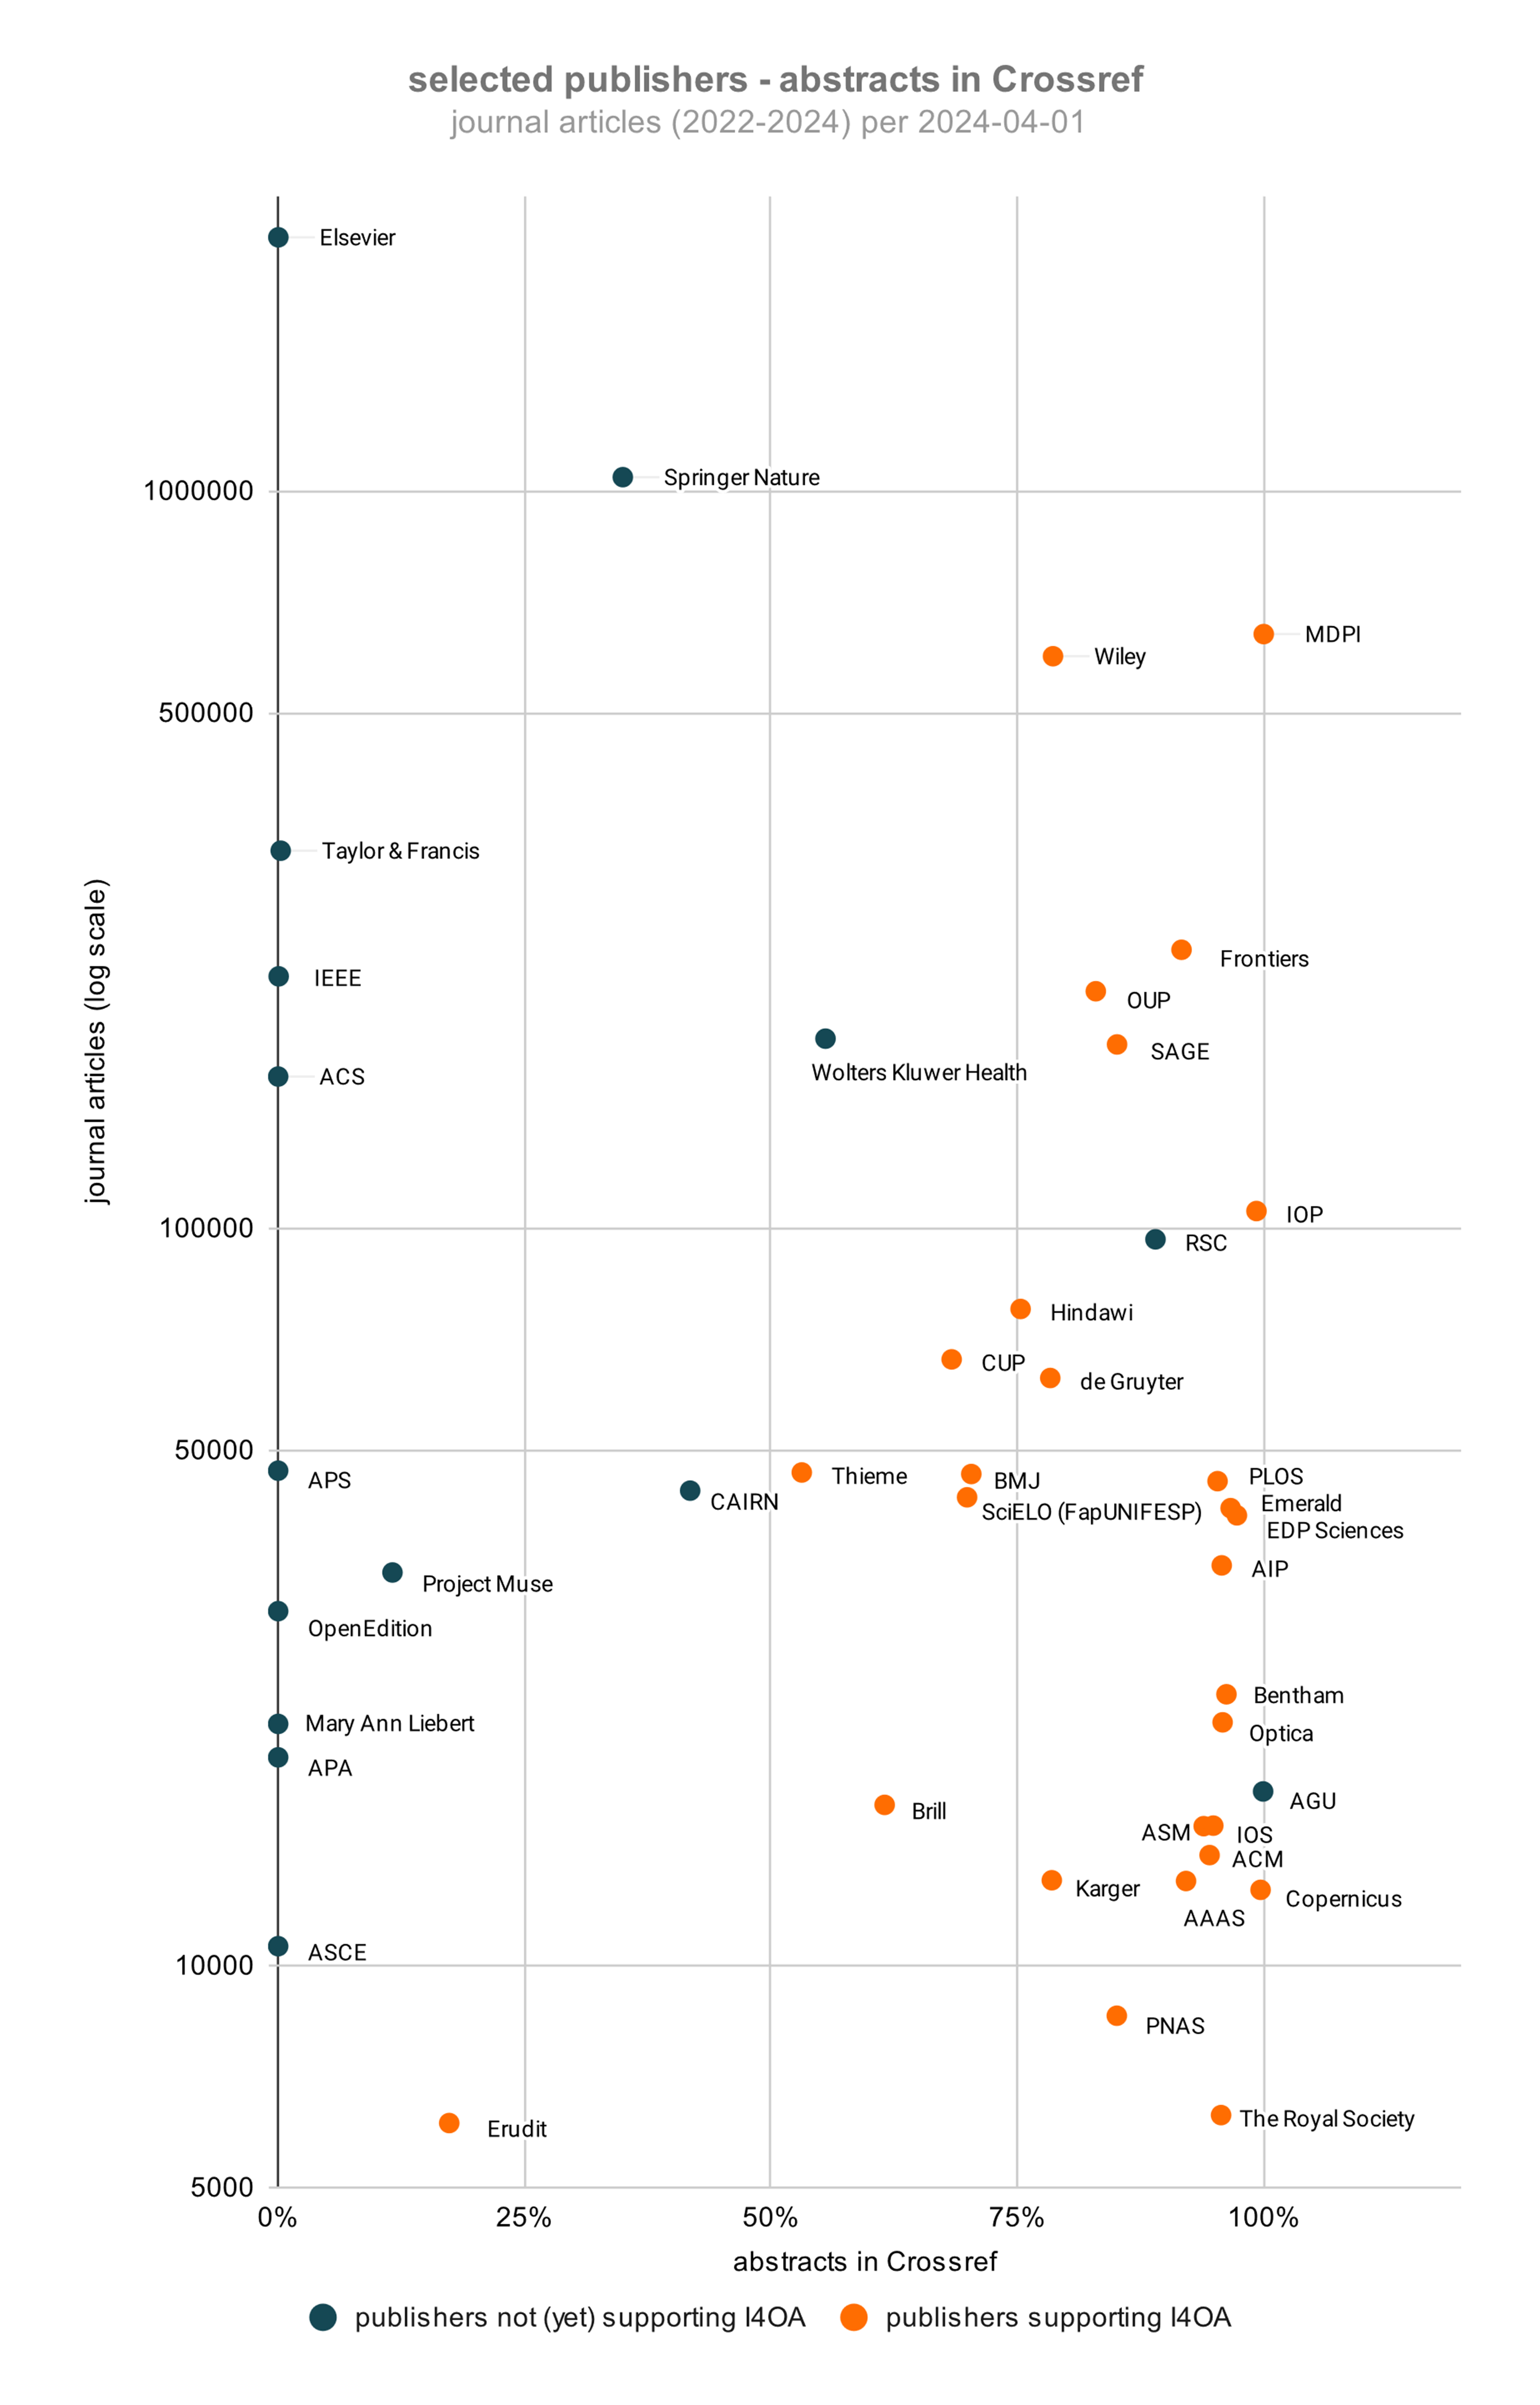 selected publishers - abstracts in Crossref
journal articles (2022-2024) per 2024-04-01
Elsevier
Springer Nature
1000000
MDPI
Wiley
500000
Taylor & Francis
journal articles (log scale)
Frontiers
IEEE
OUP
SAGE
Wolters Kluwer Health
ACS
IOP
100000
RSC
Hindawi
CUP
de Gruyter
50000
APS
Thieme
BMJ
PLOS
CAIRN
SciELO (FapUNIFESP)
Emerald
EDP Sciences
AIP
Project Muse
OpenEdition
Bentham
Mary Ann Liebert
Optica
APA
AGU
Brill
ASM
IOS
ACM
Karger
Copernicus
AAAS
ASCE
10000
PNAS
The Royal Society
Erudit
5000
0%
25%
50%
75%
100%
abstracts in Crossref
publishers not (yet) supporting I4OA
publishers supporting I4OA